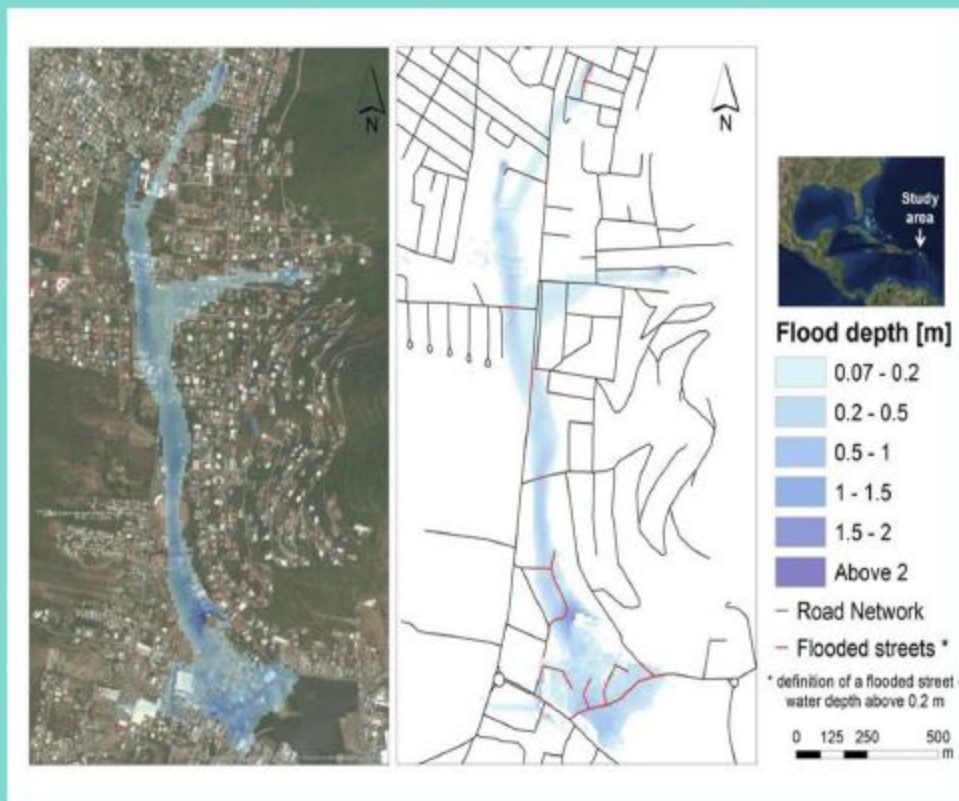 N
N
Study
area
Flood depth [m]
0.07 - 0.2
0.2 - 0.5
0.5 - 1
1 - 1.5
1.5 - 2
Above 2
Road Network
Flooded streets *
* definition of a flooded street -
water depth above 0.2 m
0 125 250 500
m